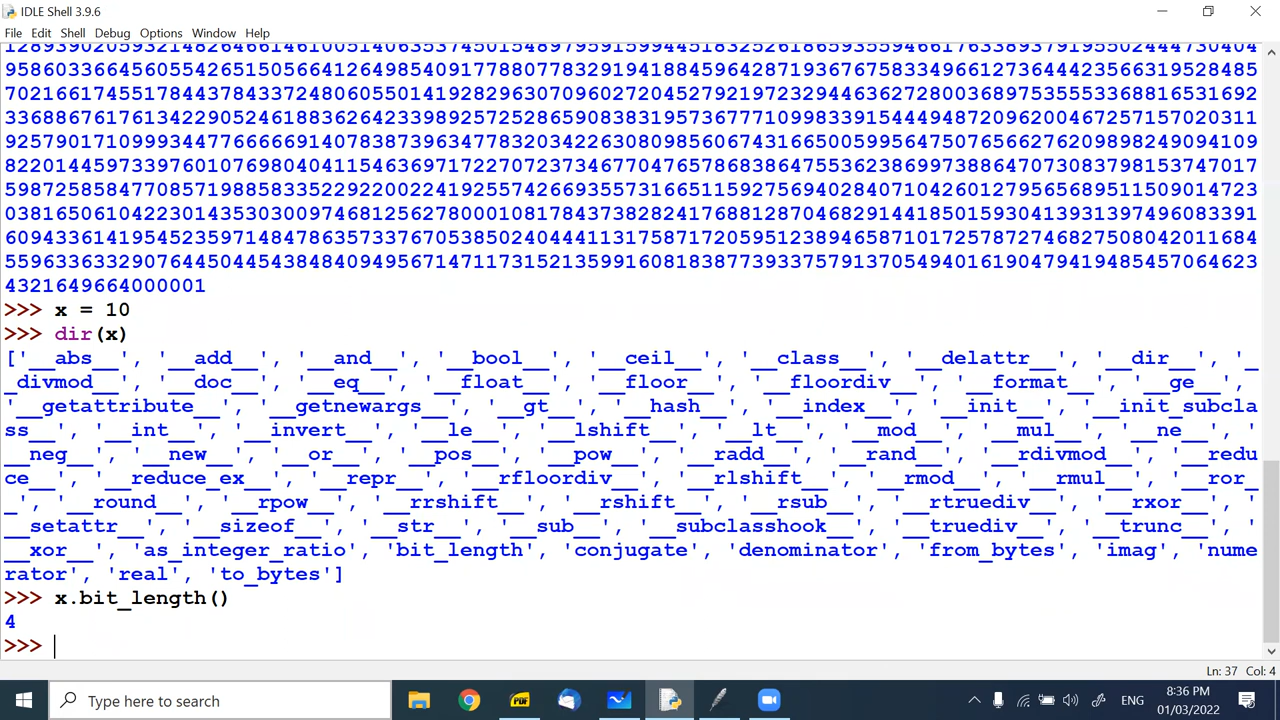 IDLE Shell 3.9.6
File Edit Shell Debug Options Window Help
958603366456055426515056641264985409177880778329194188459642871936767583349661273644423566319528485
702166174551784437843372480605501419282963070960272045279219723294463627280036897535553368816531692
336886761761342290524618836264233989257252865908383195736777109983391544494872096200467257157020311
925790171099934477666669140783873963477832034226308098560674316650059956475076566276209898249094109
822014459733976010769804041154636971722707237346770476578683864755362386997388647073083798153747017
598725858477085719885833522922002241925574266935573166511592756940284071042601279565689511509014723
038165061042230143530300974681256278000108178437382824176881287046829144185015930413931397496083391
609433614195452359714847863573376705385024044411317587172059512389465871017257872746827508042011684
559633633290764450445438484094956714711731521359916081838773933757913705494016190479419485457064623
4321649664000001
>>> x = 10
>>> dir(x)
['__abs__', '__add__', '__and__', '__bool__', '__ceil__', '__class__', '__delattr__', '__dir__', '_
_divmod__', '__doc__', '__eq__', '__float__', '__floor__', '__floordiv__', '__format__', '__ge__',
'__getattribute__', '__getnewargs__', '__gt__', '__hash__', '__index__', '__init__', '__init_subcla
ss__', '__int__', '__invert__', '__le__', '__lshift__', '__lt__', '__mod__', '__mul__', '__ne__', '
__neg__', '__new__', '__or__', '__pos__', '__pow__', '__radd__', '__rand__', '__rdivmod__', '__redu
ce__', '__reduce_ex__', '__repr__', '__rfloordiv__', '__rlshift__', '__rmod__', '__rmul__', '__ror_
_', '__round__', '__rpow__', '__rrshift__', '__rshift__', '__rsub__', '__rtruediv__', '__rxor__', '
__setattr__', '__sizeof__', '__str__', '__sub__', '__subclasshook__', '__truediv__', '__trunc__', '
__xor__', 'as_integer_ratio', 'bit_length', 'conjugate', 'denominator', 'from_bytes', 'imag', 'nume
rator', 'real', 'to_bytes']
>>> x.bit_length()
4
>>>
Ln: 37 Col: 4
Type here to search
PDF
ENG
8:36 PM
01/03/2022